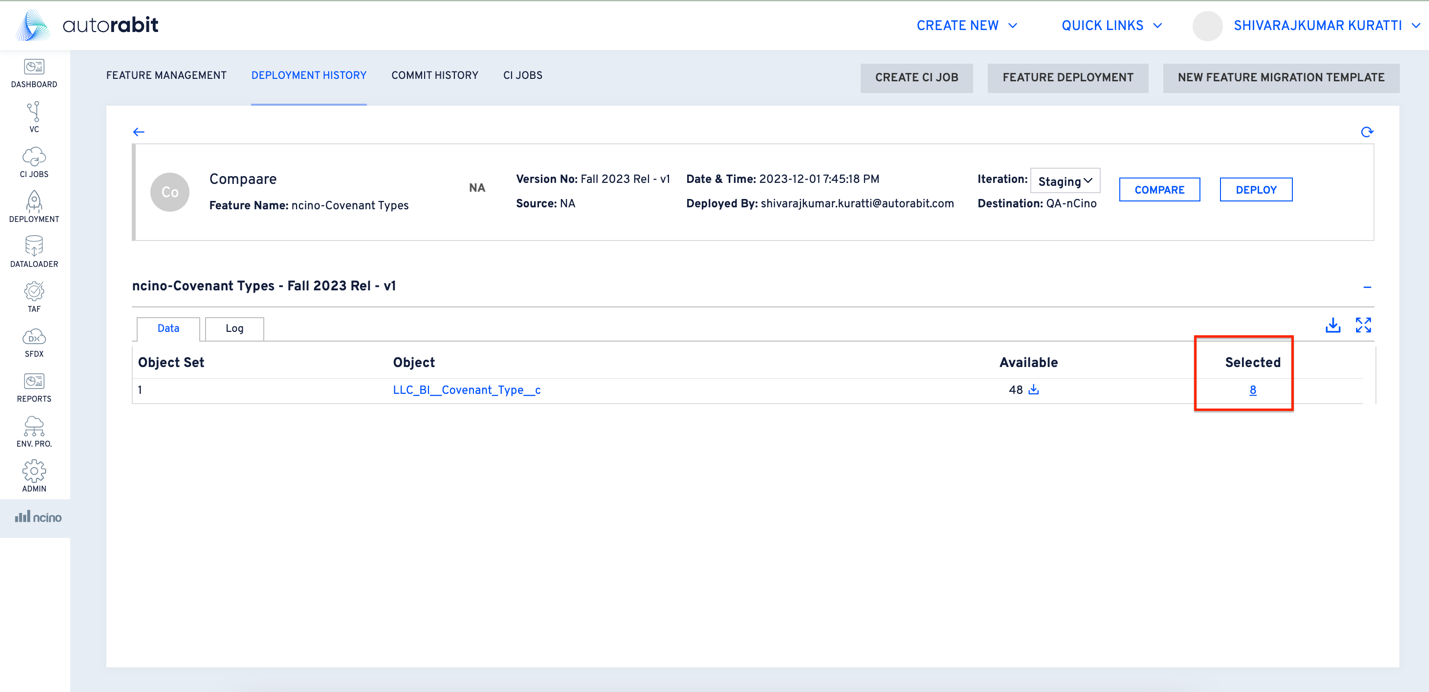 autorabit
CREATE NEW
QUICK LINKS
SHIVARAJKUMAR KURATTI
DASHBOARD
VC
CI JOBS
DEPLOYMENT
DATALOADER
TAF
DX
SFDX
REPORTS
ENV. PRO.
ADMIN
ncino
FEATURE MANAGEMENT
DEPLOYMENT HISTORY
COMMIT HISTORY
CI JOBS
CREATE CI JOB
FEATURE DEPLOYMENT
NEW FEATURE MIGRATION TEMPLATE
Co
Compaare
Feature Name: ncino-Covenant Types
NA
Version No: Fall 2023 Rel - v1
Source: NA
Date & Time: 2023-12-01 7:45:18 PM
Deployed By: shivarajkumar.kuratti@autorabit.com
Iteration: Staging
Destination: QA-nCino
COMPARE
DEPLOY
ncino-Covenant Types - Fall 2023 Rel - v1
Data
Log
Object Set Object Available Selected
1 LLC_BI__Covenant_Type__c 48 8